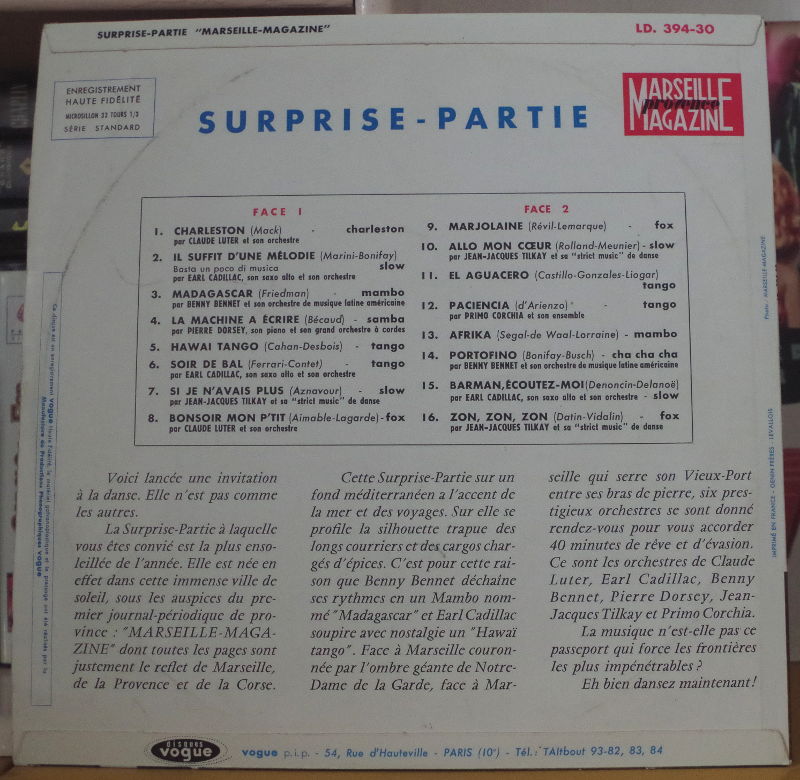 SURPRISE-PARTIE "MARSEILLE-MAGAZINE"
LD. 394-30
ENREGISTREMENT
HAUTE FIDÉLITÉ
MICROSILLON 33 TOURS 1/3
SÉRIE STANDARD
SURPRISE-PARTIE
MARSEILLE
provence
MAGAZINE
FACE 1
1. CHARLESTON (Mack) - charleston
par CLAUDE LUTER et son orchestre
2. IL SUFFIT D'UNE MÉLODIE (Marini-Bonifay)
Basta un poco di musica slow
par EARL CADILLAC, son saxo alto et son orchestre
3. MADAGASCAR (Friedman) - mambo
par BENNY BENNET et son orchestre de musique latine américaine
4. LA MACHINE A ÉCRIRE (Bécaud) - samba
par PIERRE DORSEY, son piano et son grand orchestre à cordes
5. HAWAI TANGO (Cahan-Desbois) - tango
6. SOIR DE BAL (Ferrari-Contet) - tango
par EARL CADILLAC, son saxo alto et son orchestre
7. SI JE N'AVAIS PLUS (Aznavour) - slow
par JEAN-JACQUES TILKAY et sa "strict music" de danse
8. BONSOIR MON P'TIT (Aimable-Lagarde) - fox
par CLAUDE LUTER et son orchestre
FACE 2
9. MARJOLAINE (Révil-Lemarque) - fox
10. ALLO MON CŒUR (Rolland-Meunier) - slow
par JEAN-JACQUES TILKAY et sa "strict music" de danse
11. EL AGUACERO (Castillo-Gonzales-Liogar)
tango
12. PACIENCIA (d'Arienzo) - tango
par PRIMO CORCHIA et son ensemble
13. AFRIKA (Segal-de Waal-Lorraine) - mambo
14. PORTOFINO (Bonifay-Busch) - cha cha cha
par BENNY BENNET et son orchestre de musique latine américaine
15. BARMAN, ÉCOUTEZ-MOI (Denoncin-Delanoë)
par EARL CADILLAC, son saxo alto et son orchestre - slow
16. ZON, ZON, ZON (Datin-Vidalin) - fox
par JEAN-JACQUES TILKAY et sa "strict music" de danse
Voici lancée une invitation
à la danse. Elle n'est pas comme
les autres.
La Surprise-Partie à laquelle
vous êtes convié est la plus enso-
leillée de l'année. Elle est née en
effet dans cette immense ville de
soleil, sous les auspices du pre-
mier journal-périodique de pro-
vince : "MARSEILLE-MAGA-
ZINE" dont toutes les pages sont
justement le reflet de Marseille,
de la Provence et de la Corse.
Cette Surprise-Partie sur un
fond méditerranéen a l'accent de
la mer et des voyages. Sur elle se
profile la silhouette trapue des
longs courriers et des cargos char-
gés d'épices. C'est pour cette rai-
son que Benny Bennet déchaîne
ses rythmes en un Mambo nom-
mé "Madagascar" et Earl Cadillac
soupire avec nostalgie un "Hawaï
tango". Face à Marseille couron-
née par l'ombre géante de Notre-
Dame de la Garde, face à Mar-
seille qui serre son Vieux-Port
entre ses bras de pierre, six pres-
tigieux orchestres se sont donné
rendez-vous pour vous accorder
40 minutes de rêve et d'évasion.
Ce sont les orchestres de Claude
Luter, Earl Cadillac, Benny
Bennet, Pierre Dorsey, Jean-
Jacques Tilkay et Primo Corchia.
La musique n'est-elle pas ce
passeport qui force les frontières
les plus impénétrables ?
Eh bien dansez maintenant!
Photo : MARSEILLE-MAGAZINE
IMPRIMÉ EN FRANCE - DEHIN FRÈRES - LEVALLOIS
disques
vogue
vogue p.i.p. - 54, Rue d'Hauteville - PARIS (10°) - Tél.: TAItbout 93-82, 83, 84